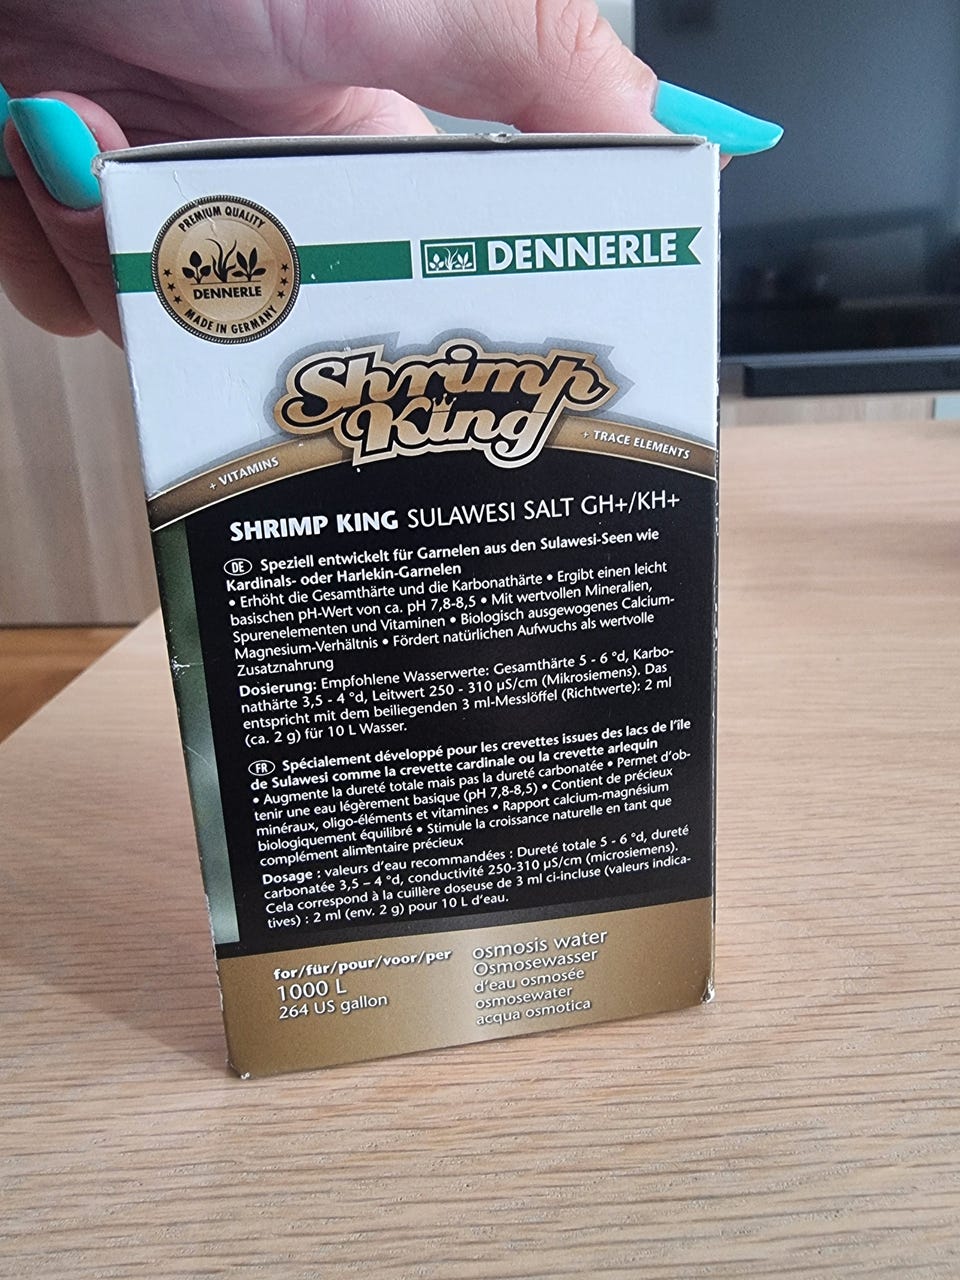 PREMIUM QUALITY
DENNERLE
MADE IN GERMANY
DENNERLE
Shrimp
King
+ VITAMINS
+ TRACE ELEMENTS
SHRIMP KING SULAWESI SALT GH+/KH+
DE Speziell entwickelt für Garnelen aus den Sulawesi-Seen wie
Kardinals- oder Harlekin-Garnelen
• Erhöht die Gesamthärte und die Karbonathärte • Ergibt einen leicht
basischen pH-Wert von ca. pH 7,8-8,5 • Mit wertvollen Mineralien,
Spurenelementen und Vitaminen • Biologisch ausgewogenes Calcium-
Magnesium-Verhältnis • Fördert natürlichen Aufwuchs als wertvolle
Zusatznahrung
Dosierung: Empfohlene Wasserwerte: Gesamthärte 5 - 6 °d, Karbo-
nathärte 3,5 - 4 °d, Leitwert 250 - 310 µS/cm (Mikrosiemens). Das
entspricht mit dem beiliegenden 3 ml-Messlöffel (Richtwerte): 2 ml
(ca. 2 g) für 10 L Wasser.
FR Spécialement développé pour les crevettes issues des lacs de l'île
de Sulawesi comme la crevette cardinale ou la crevette arlequin
• Augmente la dureté totale mais pas la dureté carbonatée • Permet d'ob-
tenir une eau légèrement basique (pH 7,8-8,5) • Contient de précieux
minéraux, oligo-éléments et vitamines • Rapport calcium-magnésium
biologiquement équilibré • Stimule la croissance naturelle en tant que
complément alimentaire précieux
Dosage : valeurs d'eau recommandées : Dureté totale 5 - 6 °d, dureté
carbonatée 3,5 – 4 °d, conductivité 250-310 µS/cm (microsiemens).
Cela correspond à la cuillère doseuse de 3 ml ci-incluse (valeurs indica-
tives) : 2 ml (env. 2 g) pour 10 L d'eau.
for/für/pour/voor/per
1000 L
264 US gallon
osmosis water
Osmosewasser
d'eau osmosée
osmosewater
acqua osmotica